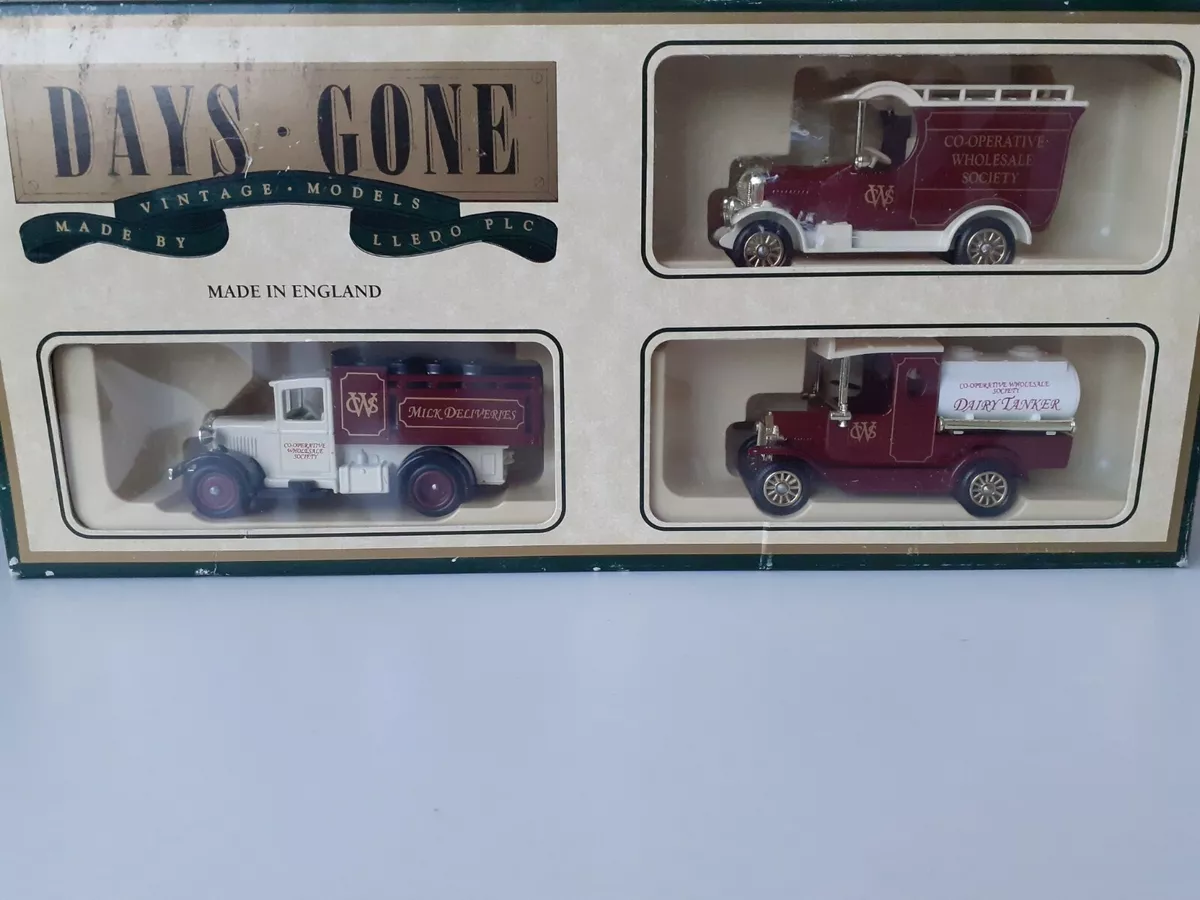 DAYS · GONE
VINTAGE · MODELS
MADE BY LLEDO PLC
MADE IN ENGLAND
CO-OPERATIVE
WHOLESALE
SOCIETY
CWS
CWS
MILK DELIVERIES
CO-OPERATIVE
WHOLESALE
SOCIETY
CWS
CO-OPERATIVE WHOLESALE
SOCIETY
DAIRY TANKER